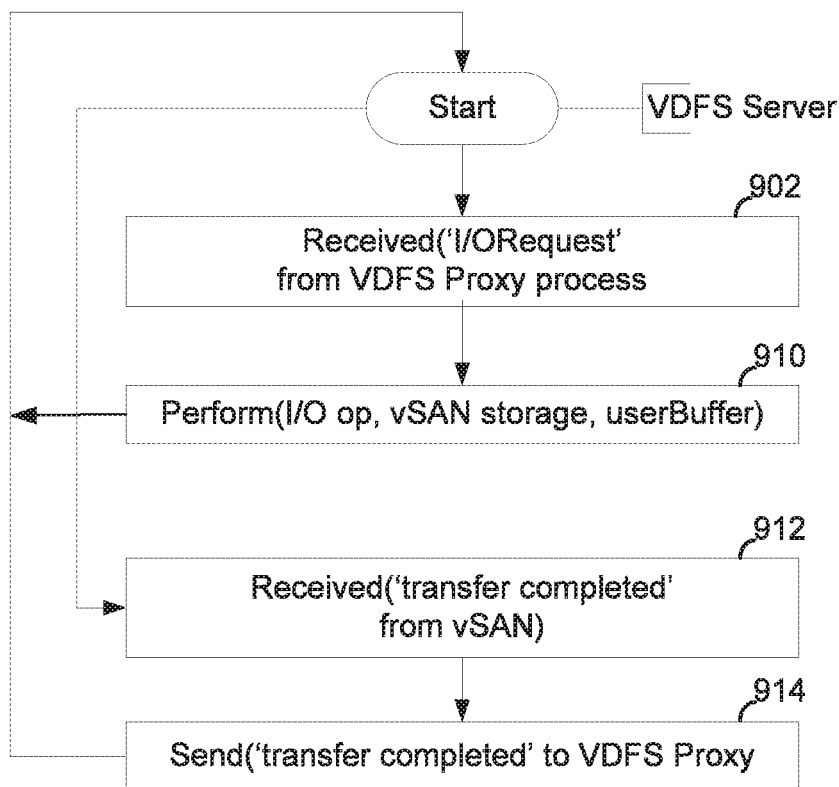 Start
VDFS Server
902
Received('I/ORequest'
from VDFS Proxy process
910
Perform(I/O op, vSAN storage, userBuffer)
912
Received('transfer completed'
from vSAN)
914
Send('transfer completed' to VDFS Proxy